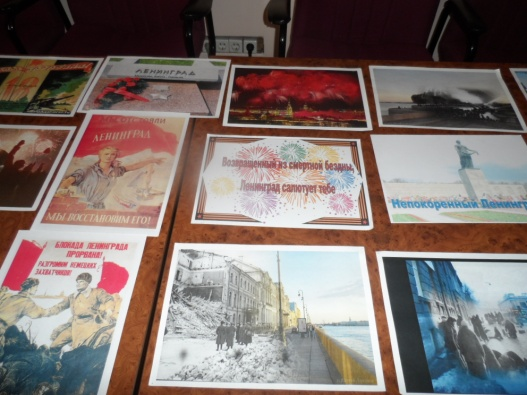 ЛЕНИНГРАД
ЛЕНИНГРАД
МЫ ВОССТАНОВИМ ЕГО!
Возвращенный из смертной бездны,
Ленинград салютует тебе
Непокоренный Ленинг
БЛОКАДА ЛЕНИНГРАДА
ПРОРВАНА!
РАЗГРОМИМ НЕМЕЦКИХ
ЗАХВАТЧИКОВ!